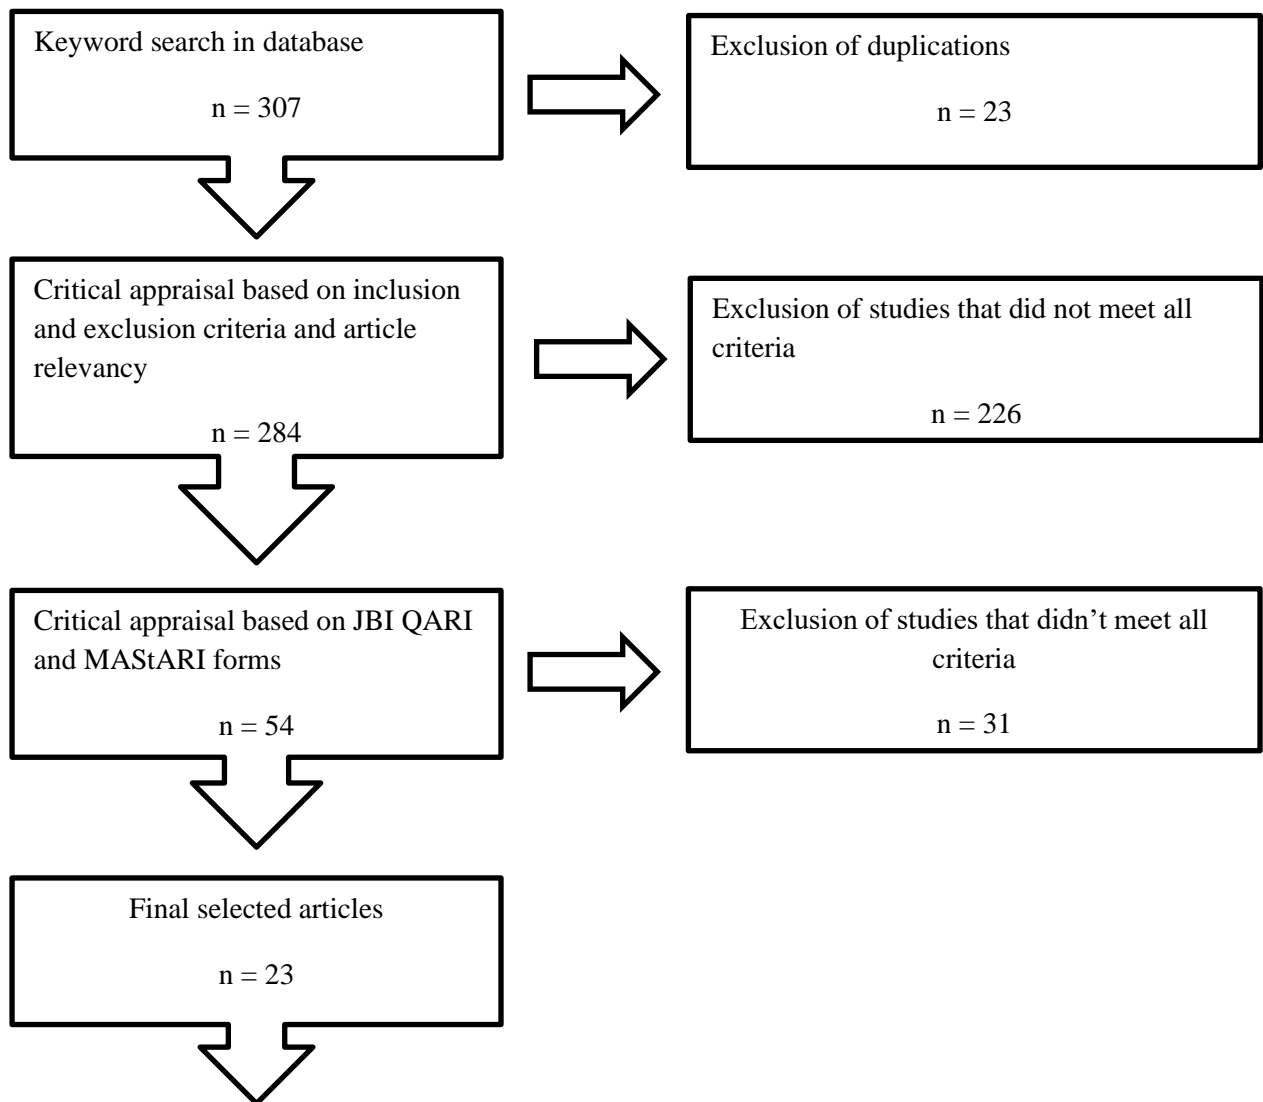 Keyword search in database
n = 307
Exclusion of duplications
n = 23
Critical appraisal based on inclusion
and exclusion criteria and article
relevancy
n = 284
Exclusion of studies that did not meet all
criteria
n = 226
Critical appraisal based on JBI QARI
and MAStARI forms
n = 54
Exclusion of studies that didn’t meet all
criteria
n = 31
Final selected articles
n = 23